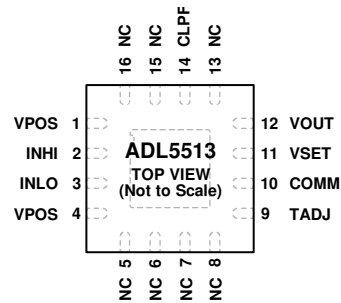 16 NC
15 NC
14 CLPF
13 NC
VPOS 1
INHI 2
INLO 3
VPOS 4
ADL5513
TOP VIEW
(Not to Scale)
12 VOUT
11 VSET
10 COMM
9 TADJ
NC 5
NC 6
NC 7
NC 8